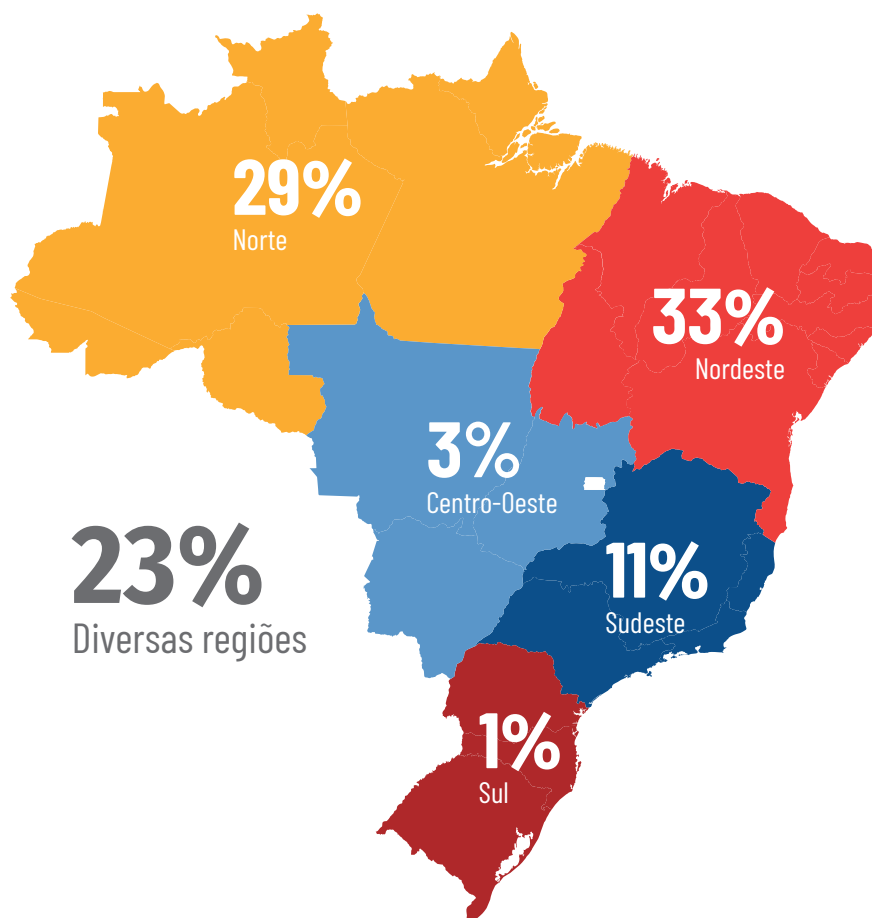 29%
Norte
33%
Nordeste
3%
Centro-Oeste
23%
Diversas regiões
11%
Sudeste
1%
Sul